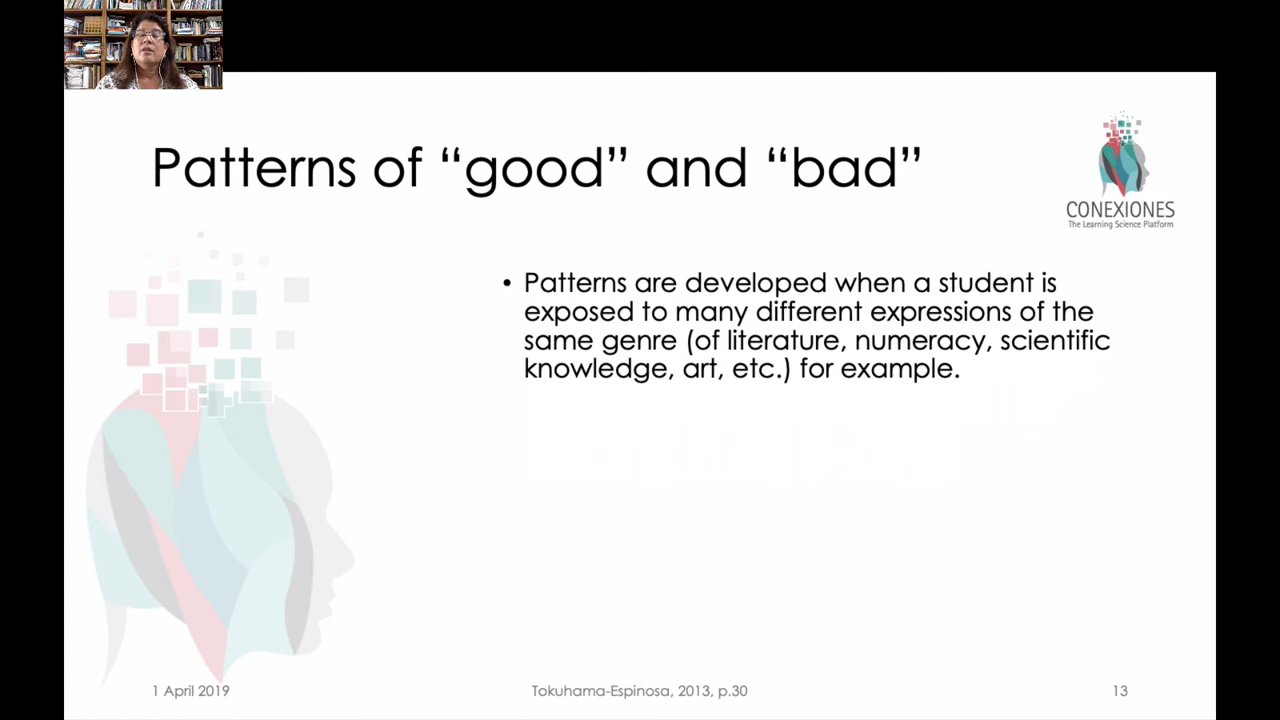 Patterns of “good” and “bad”
CONEXIONES
The Learning Science Platform
• Patterns are developed when a student is
exposed to many different expressions of the
same genre (of literature, numeracy, scientific
knowledge, art, etc.) for example.
1 April 2019
Tokuhama-Espinosa, 2013, p.30
13